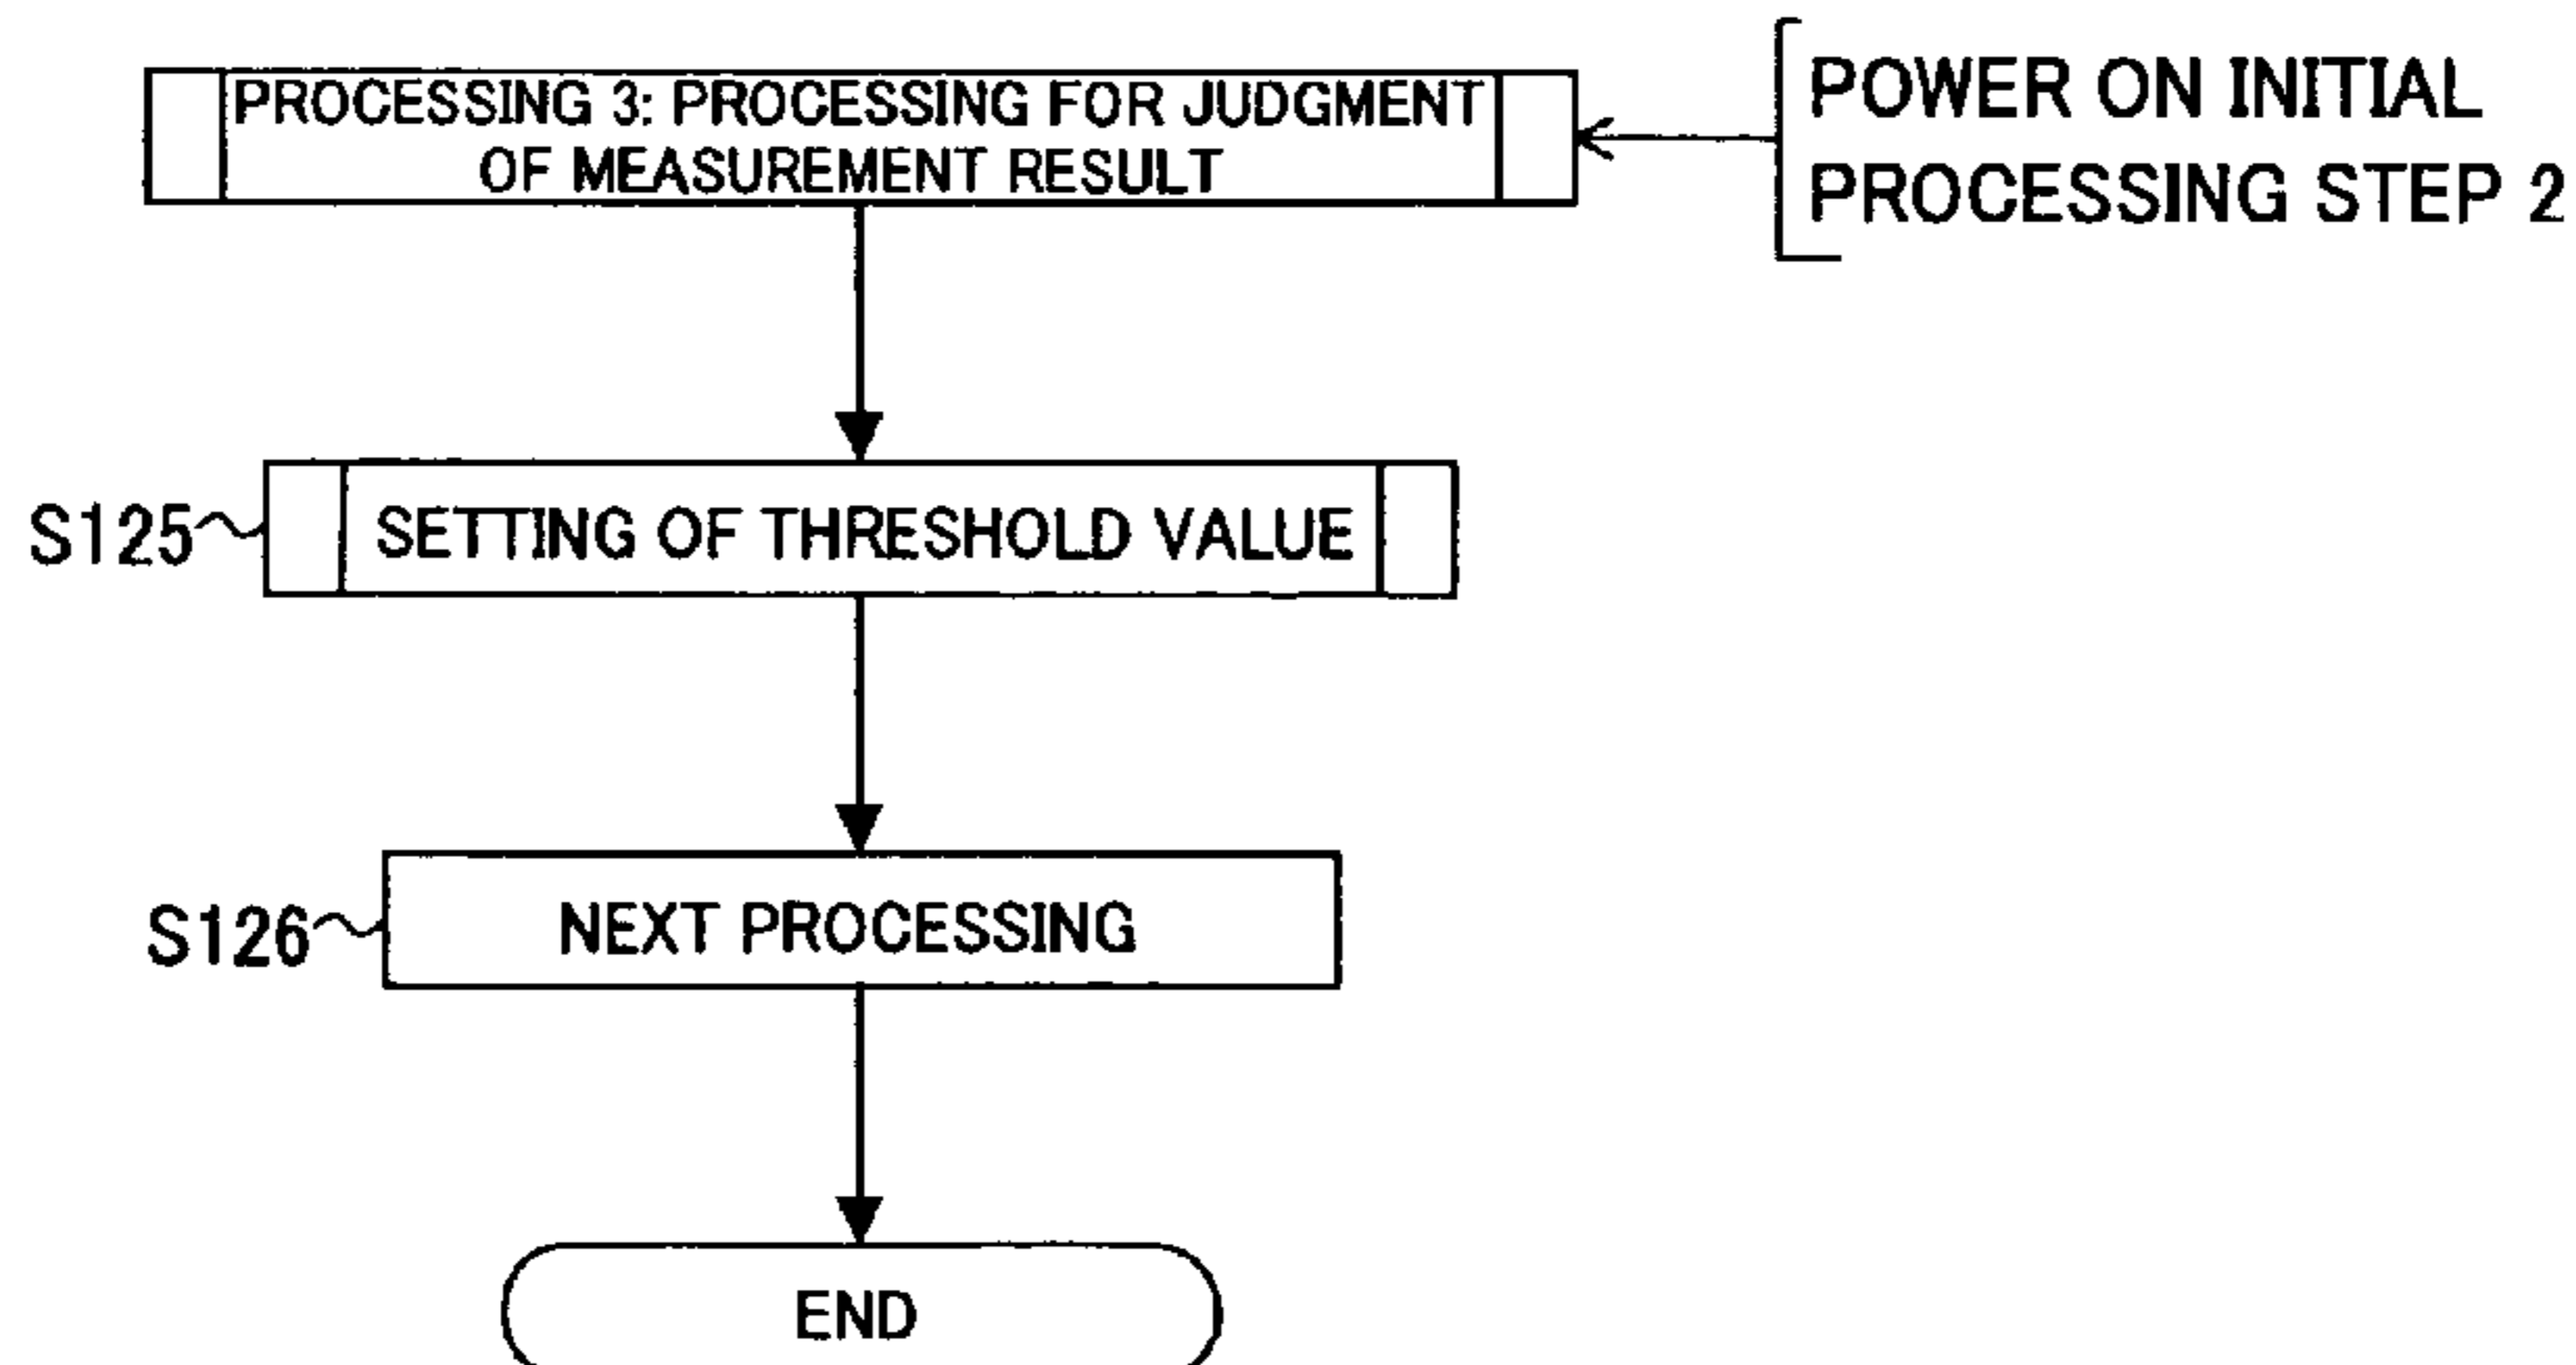 PROCESSING 3: PROCESSING FOR JUDGMENT
OF MEASUREMENT RESULT
POWER ON INITIAL
PROCESSING STEP 2
S125
SETTING OF THRESHOLD VALUE
S126
NEXT PROCESSING
END